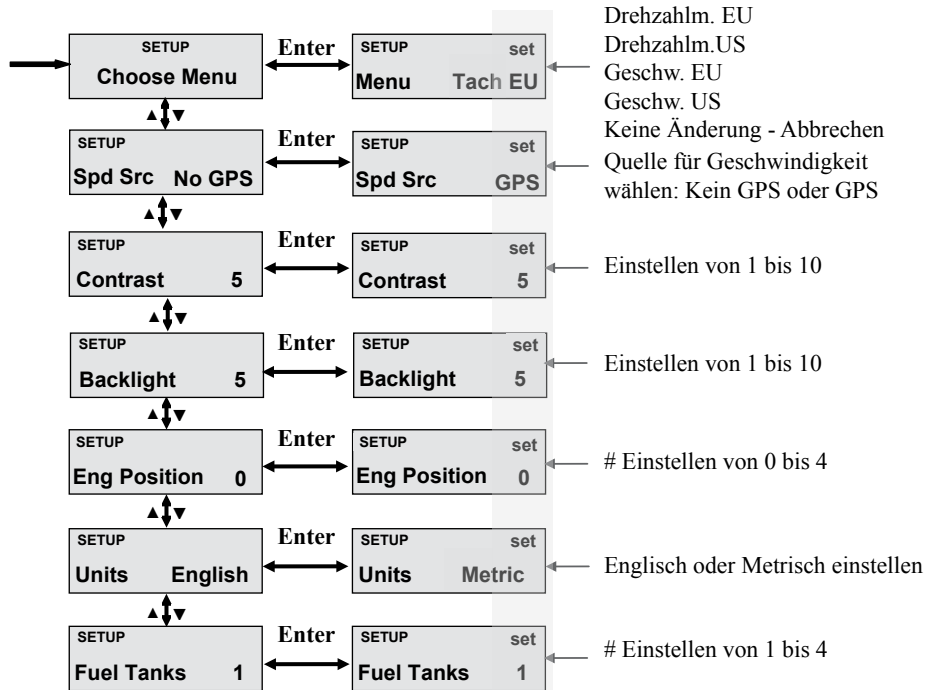 Drehzahlm. EU
Drehzahlm.US
Geschw. EU
Geschw. US
Keine Änderung - Abbrechen
SETUP
Choose Menu
Enter
SETUP set
Menu Tach EU
▲ ▼
SETUP
Spd Src No GPS
Enter
SETUP set
Spd Src GPS
Quelle für Geschwindigkeit
wählen: Kein GPS oder GPS
▲ ▼
SETUP
Contrast 5
Enter
SETUP set
Contrast 5
Einstellen von 1 bis 10
▲ ▼
SETUP
Backlight 5
Enter
SETUP set
Backlight 5
Einstellen von 1 bis 10
▲ ▼
SETUP
Eng Position 0
Enter
SETUP set
Eng Position 0
# Einstellen von 0 bis 4
▲ ▼
SETUP
Units English
Enter
SETUP set
Units Metric
Englisch oder Metrisch einstellen
▲ ▼
SETUP
Fuel Tanks 1
Enter
SETUP set
Fuel Tanks 1
# Einstellen von 1 bis 4